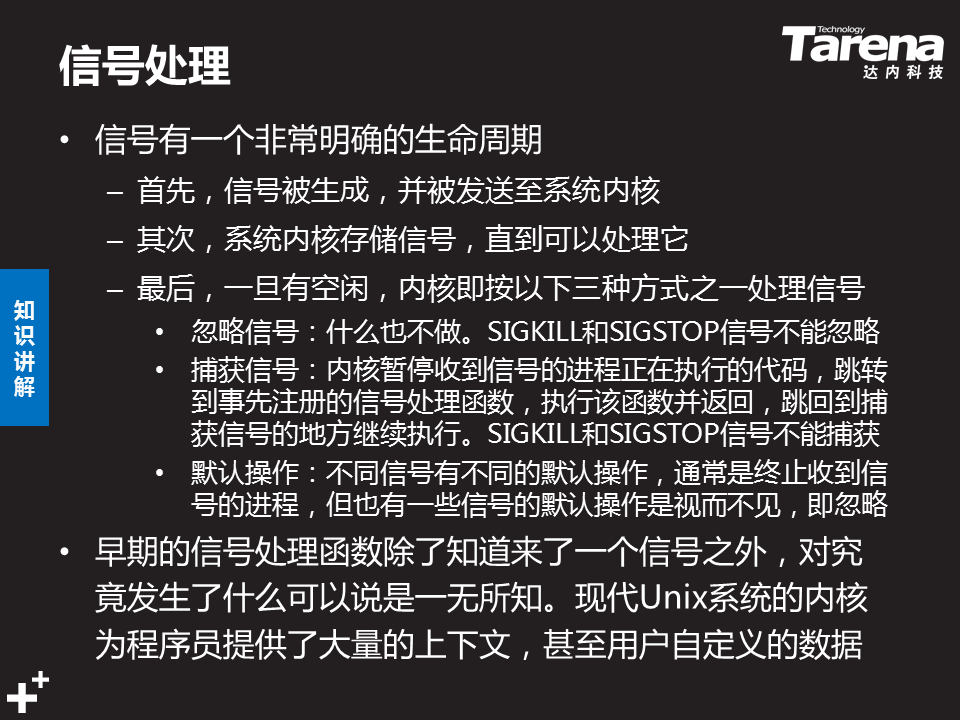 信号处理
Technology
Tarena
达内科技
• 信号有一个非常明确的生命周期
– 首先，信号被生成，并被发送至系统内核
– 其次，系统内核存储信号，直到可以处理它
– 最后，一旦有空闲，内核即按以下三种方式之一处理信号
• 忽略信号：什么也不做。SIGKILL和SIGSTOP信号不能忽略
• 捕获信号：内核暂停收到信号的进程正在执行的代码，跳转
到事先注册的信号处理函数，执行该函数并返回，跳回到捕
获信号的地方继续执行。SIGKILL和SIGSTOP信号不能捕获
• 默认操作：不同信号有不同的默认操作，通常是终止收到信
号的进程，但也有一些信号的默认操作是视而不见，即忽略
• 早期的信号处理函数除了知道来了一个信号之外，对究
竟发生了什么可以说是一无所知。现代Unix系统的内核
为程序员提供了大量的上下文，甚至用户自定义的数据
知
识
讲
解